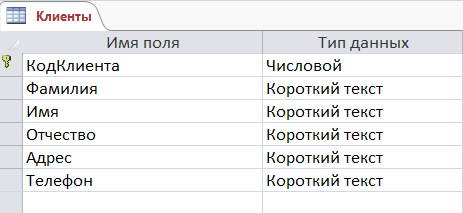 Клиенты
Имя поля Тип данных
КодКлиента Числовой
Фамилия Короткий текст
Имя Короткий текст
Отчество Короткий текст
Адрес Короткий текст
Телефон Короткий текст